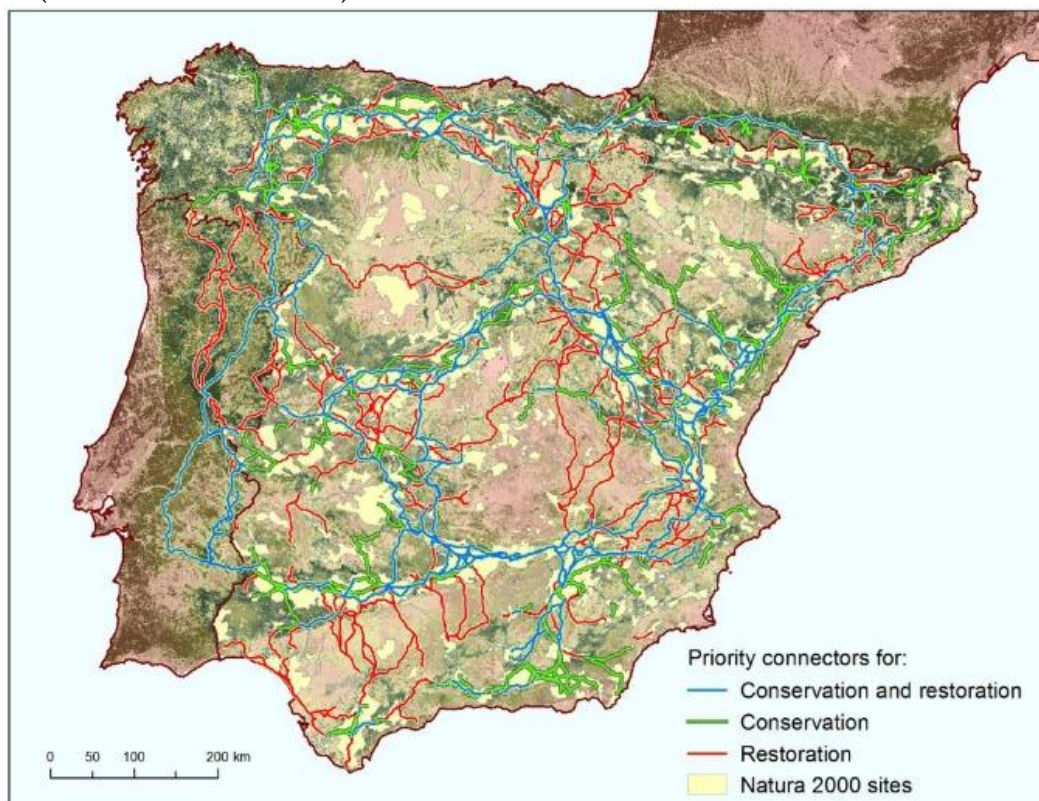 Priority connectors for:
Conservation and restoration
Conservation
Restoration
Natura 2000 sites
0 50 100 200 km